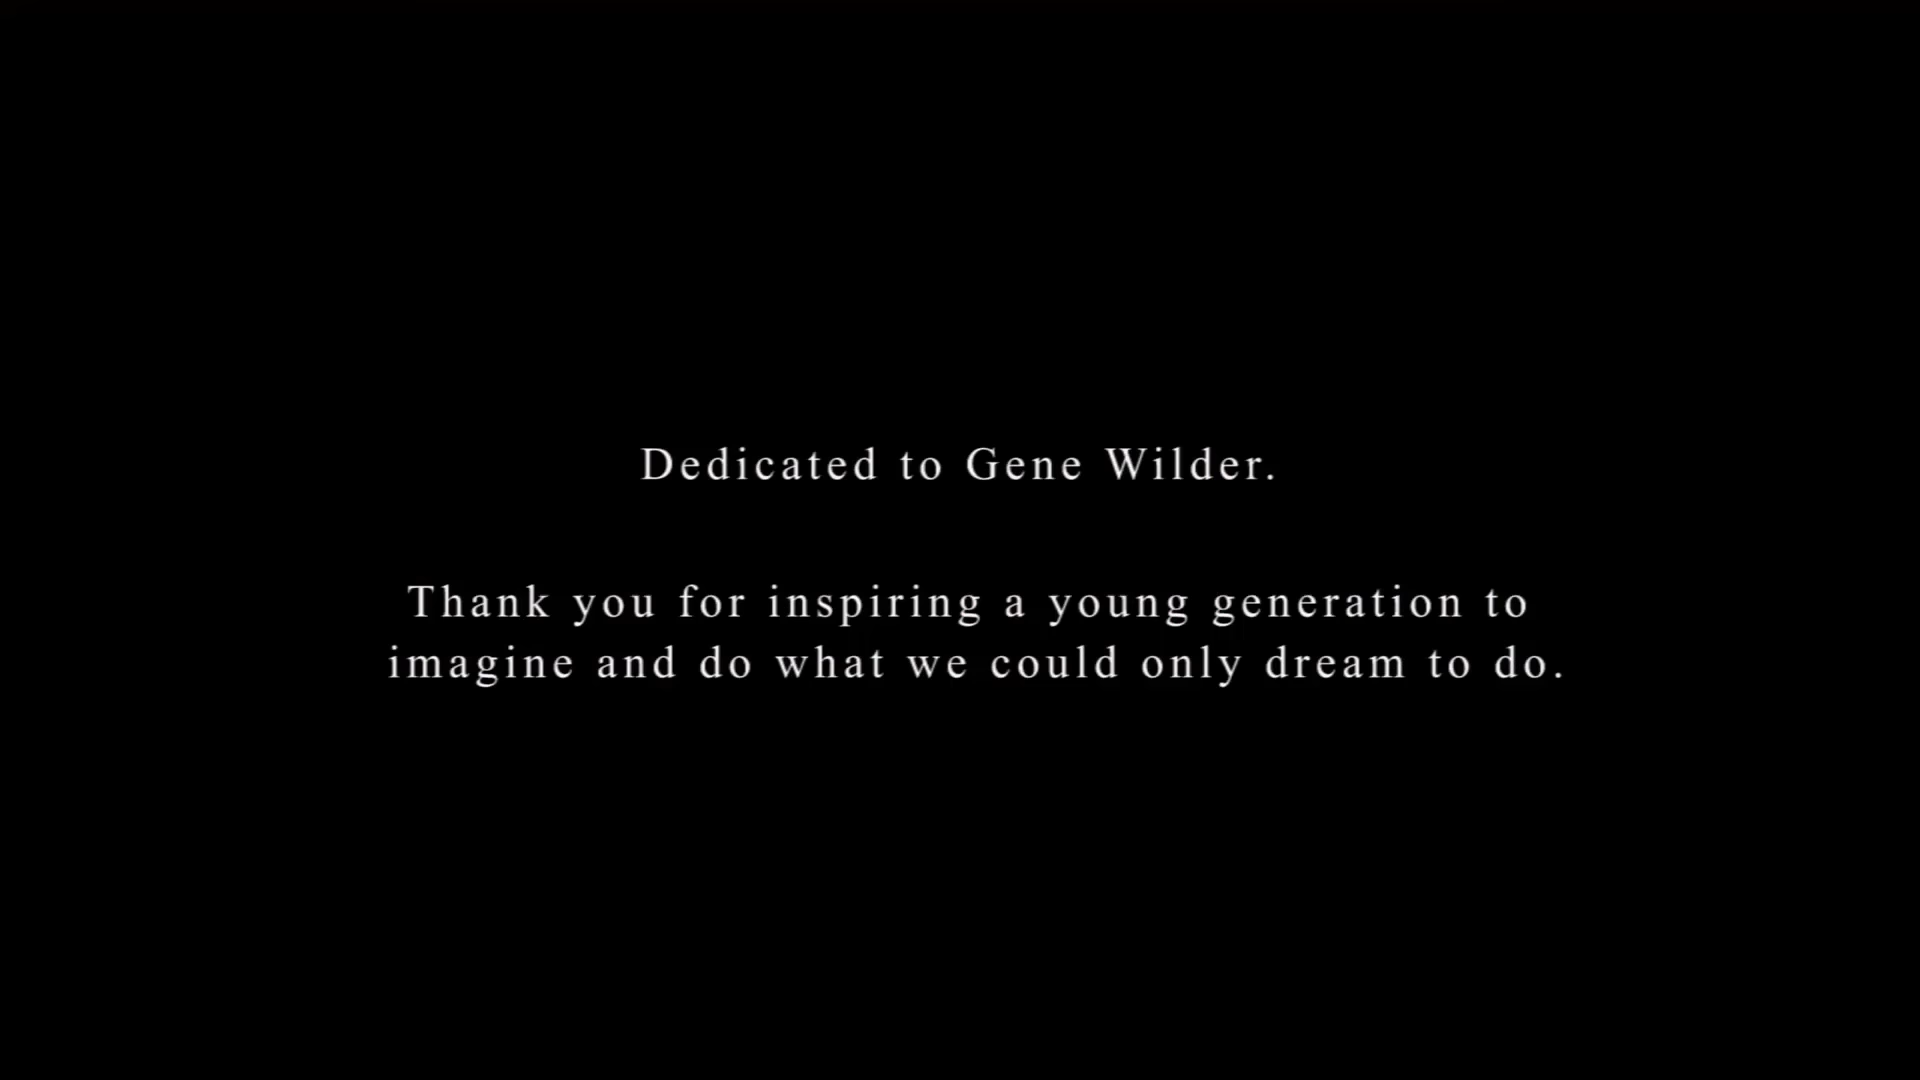 Dedicated to Gene Wilder.
Thank you for inspiring a young generation to
imagine and do what we could only dream to do.